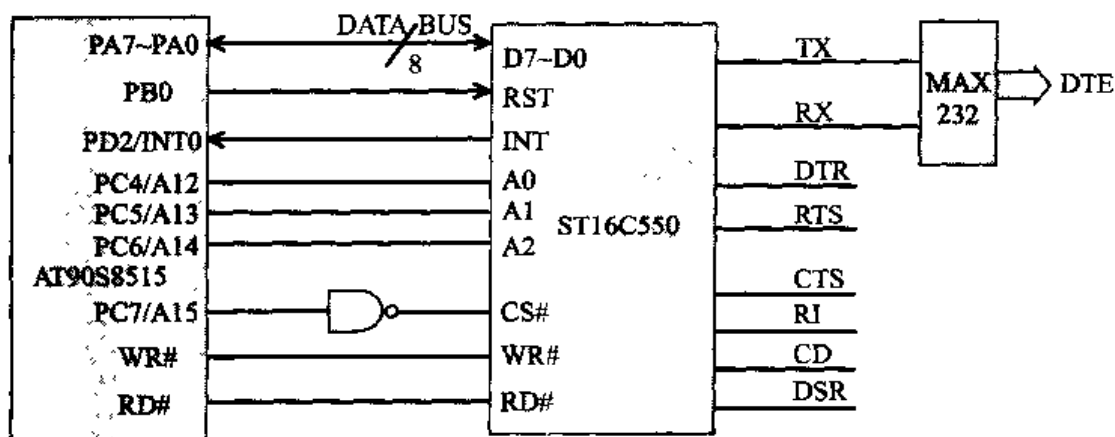 PA7~PA0
PB0
PD2/INT0
PC4/A12
PC5/A13
PC6/A14
AT90S8515
PC7/A15
WR#
RD#
DATA BUS
8
D7~D0
RST
INT
A0
A1
A2
ST16C550
CS#
WR#
RD#
TX
RX
DTR
RTS
CTS
RI
CD
DSR
MAX
232
DTE